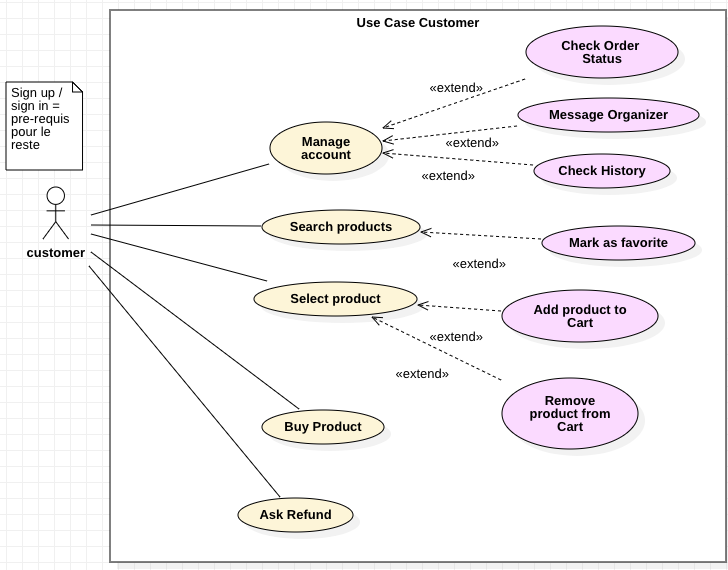 Use Case Customer
Sign up /
sign in =
pre-requis
pour le
reste
customer
Manage
account
Search products
Select product
Buy Product
Ask Refund
«extend»
«extend»
«extend»
«extend»
«extend»
«extend»
Check Order
Status
Message Organizer
Check History
Mark as favorite
Add product to
Cart
Remove
product from
Cart